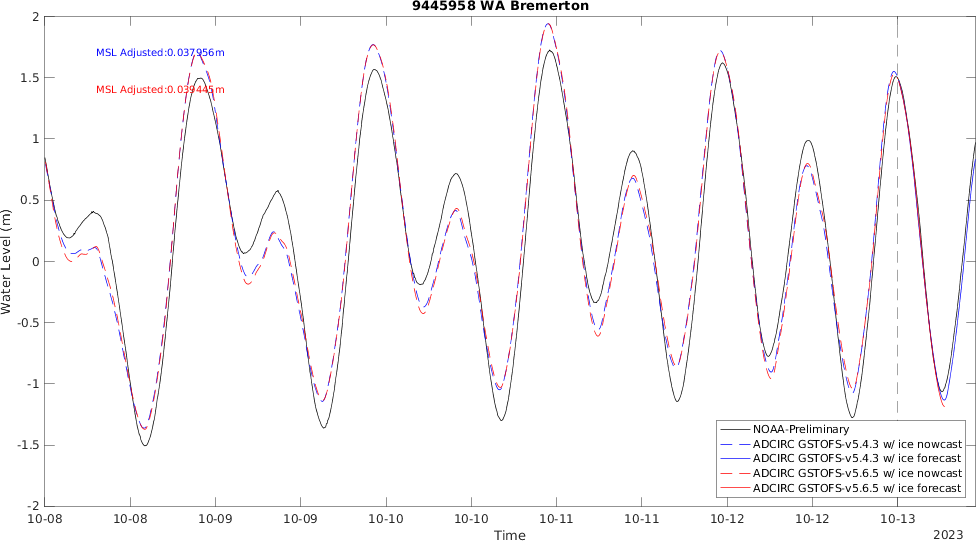 9445958 WA Bremerton
MSL Adjusted:0.037956m
MSL Adjusted:0.039445m
Water Level (m)
2
1.5
1
0.5
0
-0.5
-1
-1.5
-2
NOAA-Preliminary
ADCIRC GSTOFS-v5.4.3 w/ ice nowcast
ADCIRC GSTOFS-v5.4.3 w/ ice forecast
ADCIRC GSTOFS-v5.6.5 w/ ice nowcast
ADCIRC GSTOFS-v5.6.5 w/ ice forecast
10-08 10-08 10-09 10-09 10-10 10-10 10-11 10-11 10-12 10-12 10-13
Time
2023